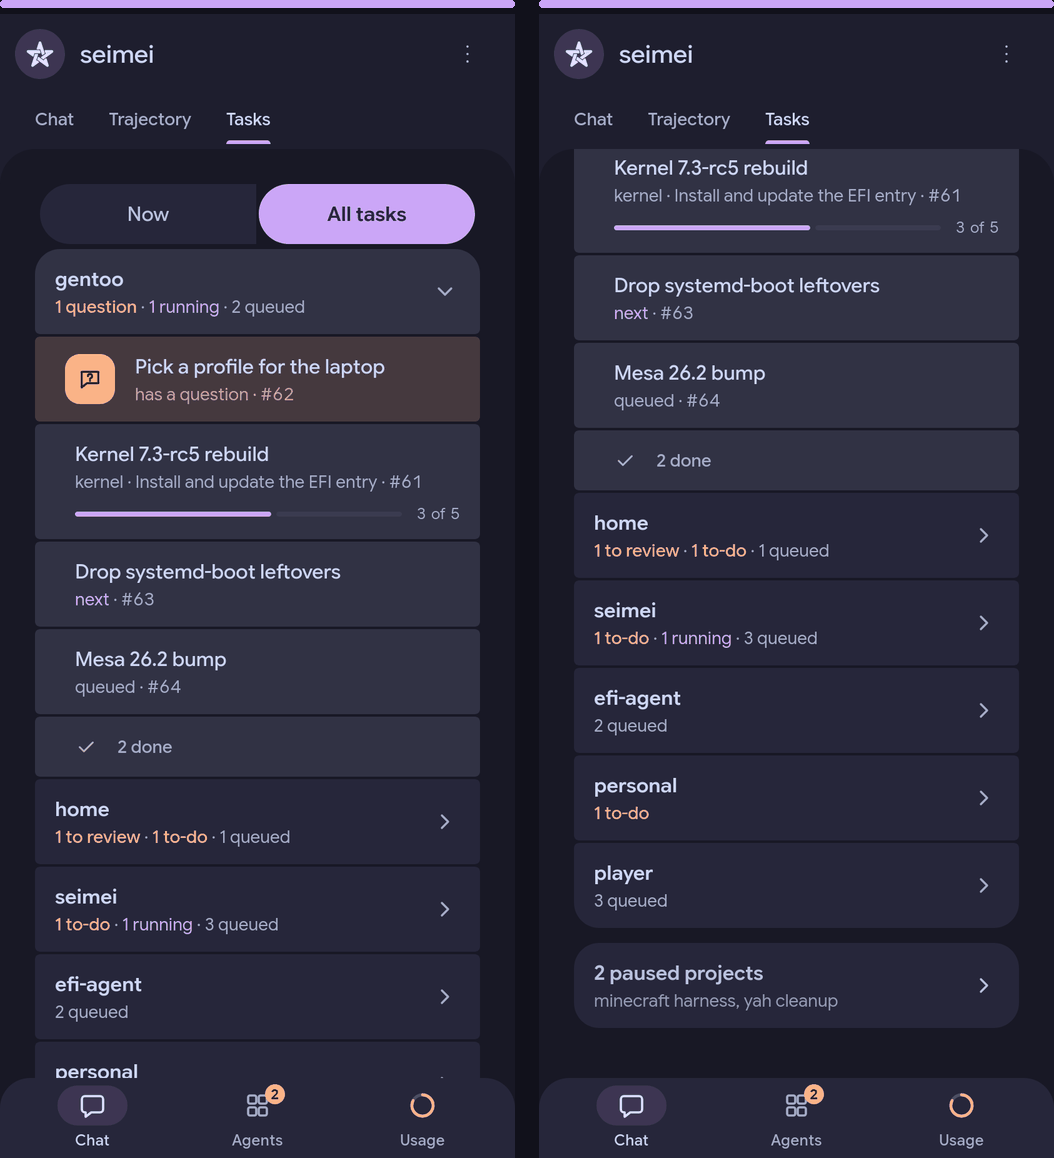 seimei
Chat Trajectory Tasks
Now All tasks
gentoo
1 question · 1 running · 2 queued
Pick a profile for the laptop
has a question · #62
Kernel 7.3-rc5 rebuild
kernel · Install and update the EFI entry · #61
3 of 5
Drop systemd-boot leftovers
next · #63
Mesa 26.2 bump
queued · #64
2 done
home
1 to review · 1 to-do · 1 queued
seimei
1 to-do · 1 running · 3 queued
efi-agent
2 queued
personal
2
Chat Agents Usage
seimei
Chat Trajectory Tasks
Kernel 7.3-rc5 rebuild
kernel · Install and update the EFI entry · #61
3 of 5
Drop systemd-boot leftovers
next · #63
Mesa 26.2 bump
queued · #64
2 done
home
1 to review · 1 to-do · 1 queued
seimei
1 to-do · 1 running · 3 queued
efi-agent
2 queued
personal
1 to-do
player
3 queued
2 paused projects
minecraft harness, yah cleanup
2
Chat Agents Usage